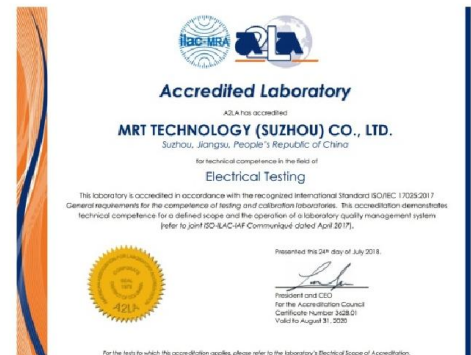 ilac-MRA
A2LA
Accredited Laboratory
A2LA has accredited
MRT TECHNOLOGY (SUZHOU) CO., LTD.
Suzhou, Jiangsu, People's Republic of China
for technical competence in the field of
Electrical Testing
This laboratory is accredited in accordance with the recognized International Standard ISO/IEC 17025:2017
General requirements for the competence of testing and calibration laboratories. This accreditation demonstrates
technical competence for a defined scope and the operation of a laboratory quality management system
(refer to joint ISO-ILAC-IAF Communiqué dated April 2017).
Presented this 24th day of July 2018.
President and CEO
For the Accreditation Council
Certificate Number 3628.01
Valid to August 31, 2020
CORPORATE
SEAL
1978
A2LA
For the tests to which this accreditation applies, please refer to the laboratory's Electrical Scope of Accreditation.